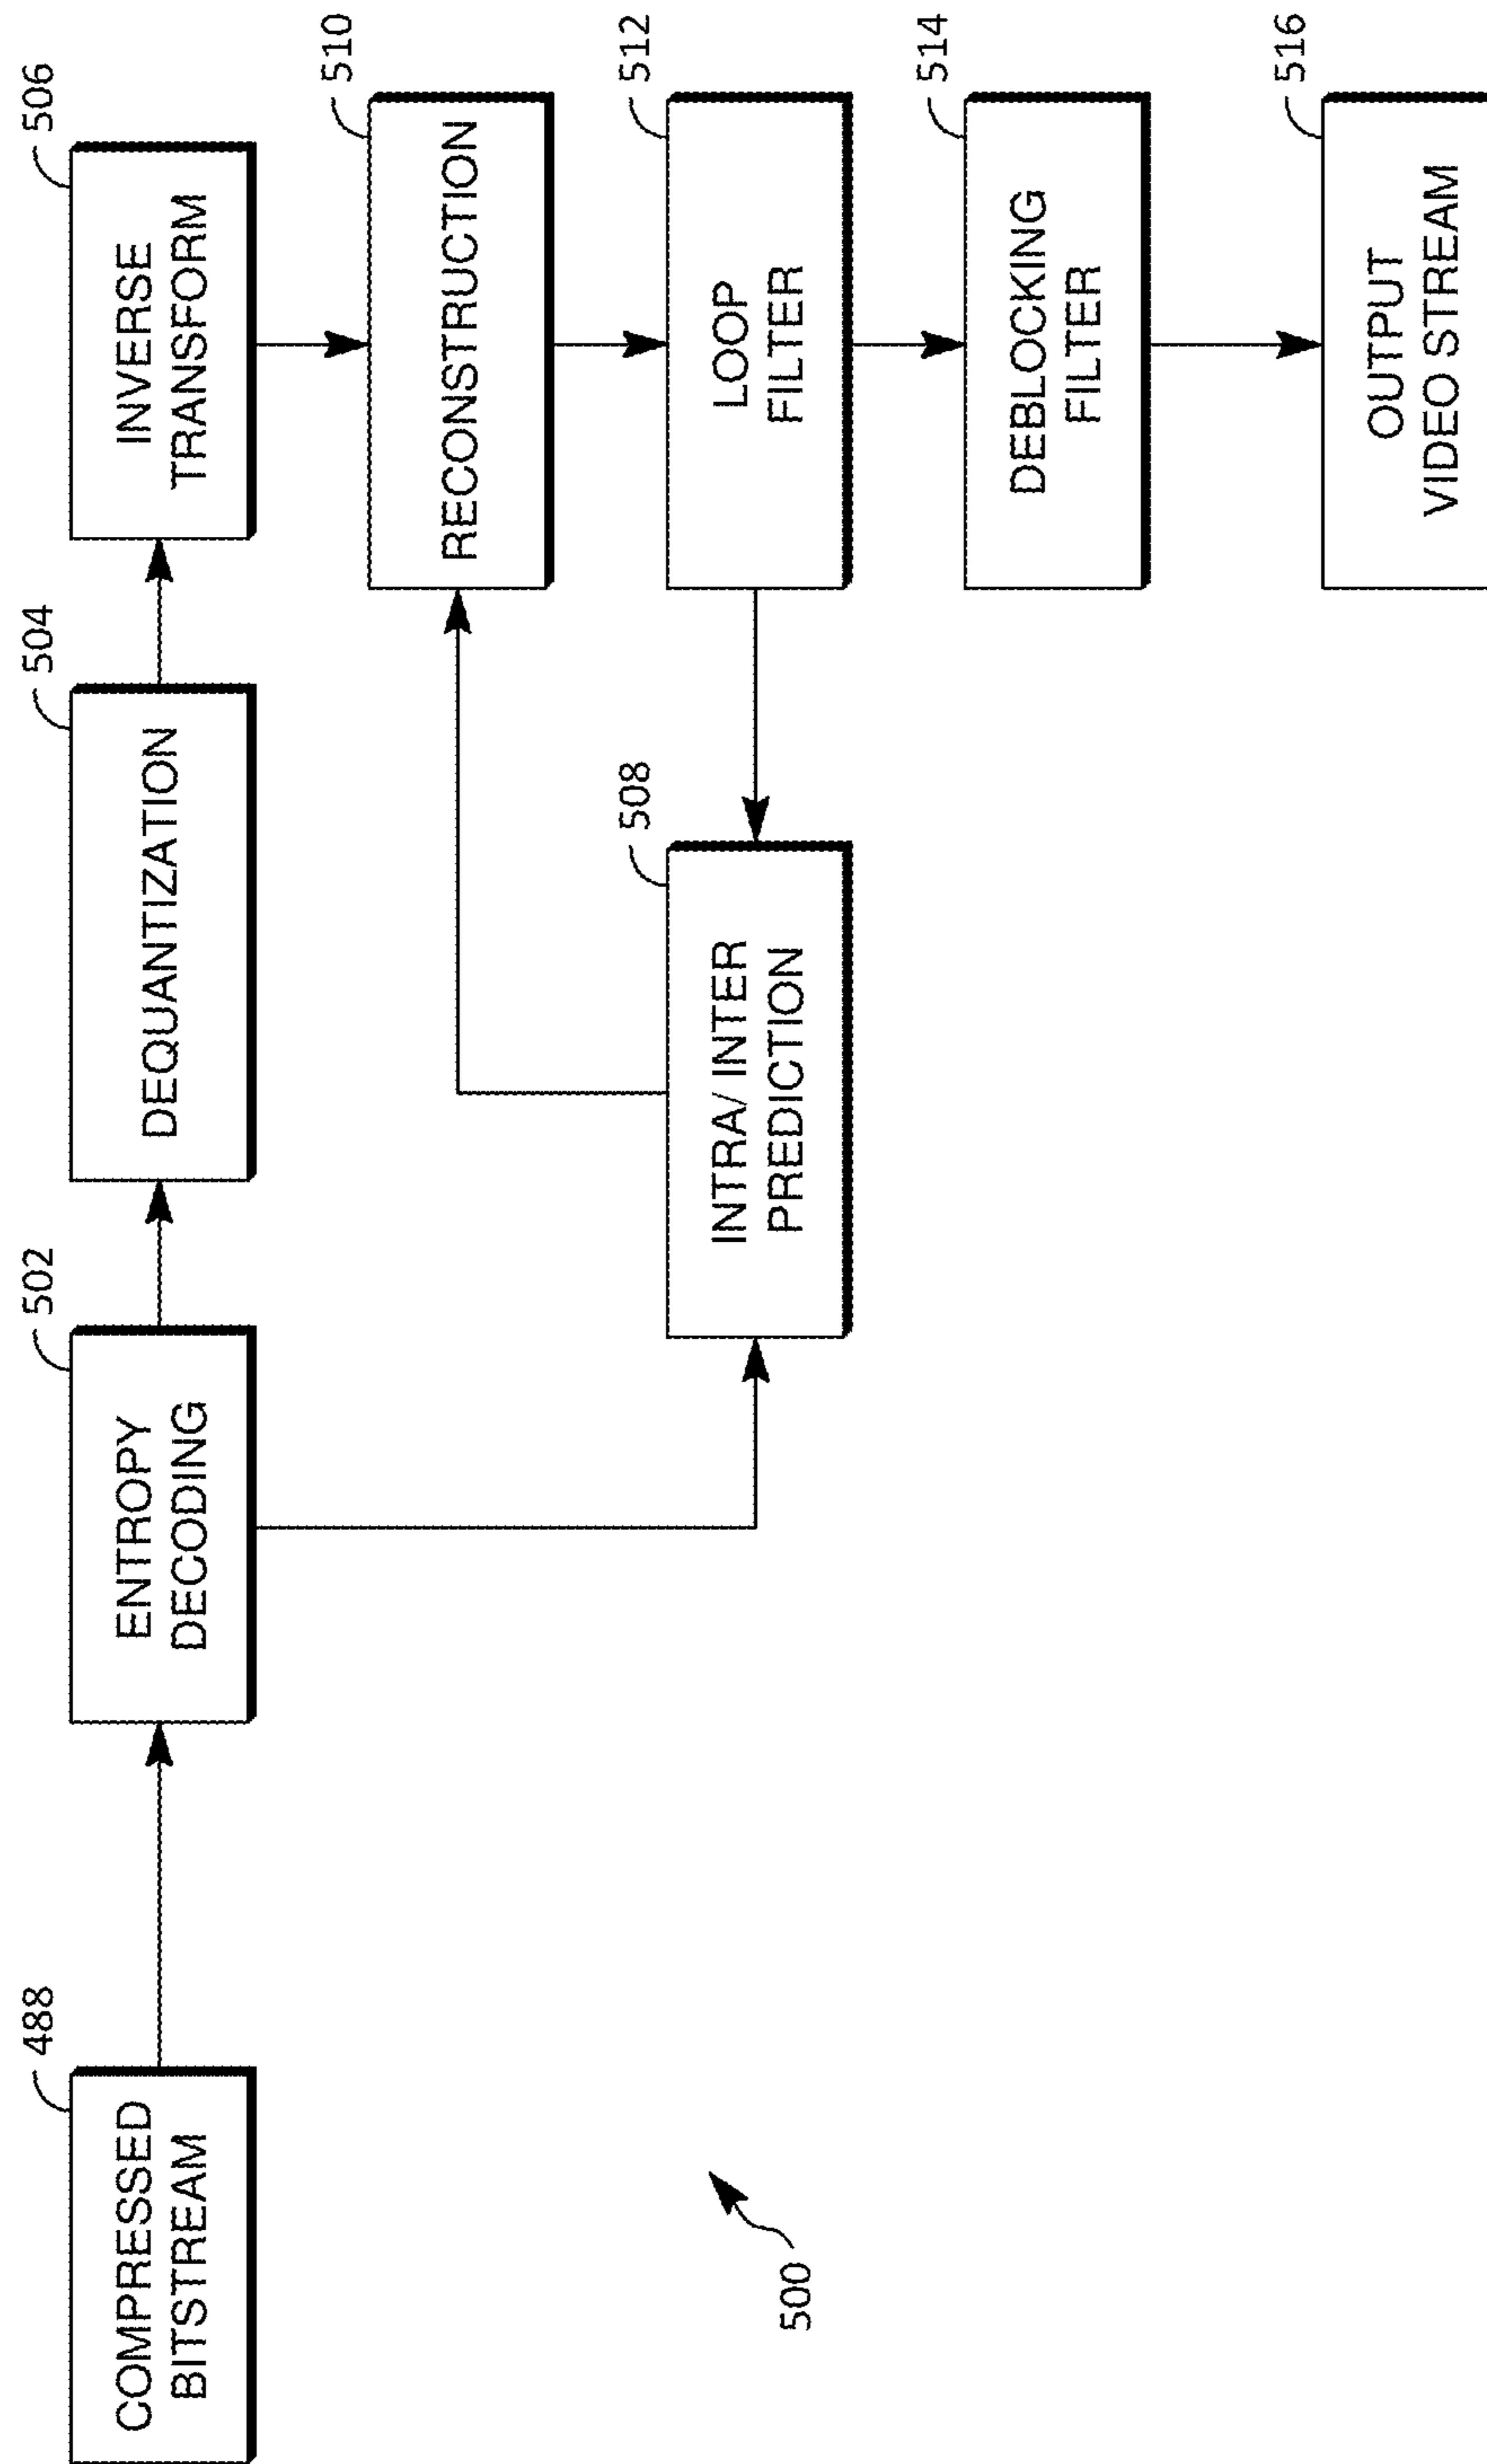 488
COMPRESSED
BITSTREAM
502
ENTROPY
DECODING
504
DEQUANTIZATION
506
INVERSE
TRANSFORM
510
RECONSTRUCTION
508
INTRA/ INTER
PREDICTION
512
LOOP
FILTER
514
DEBLOCKING
FILTER
516
OUTPUT
VIDEO STREAM
500